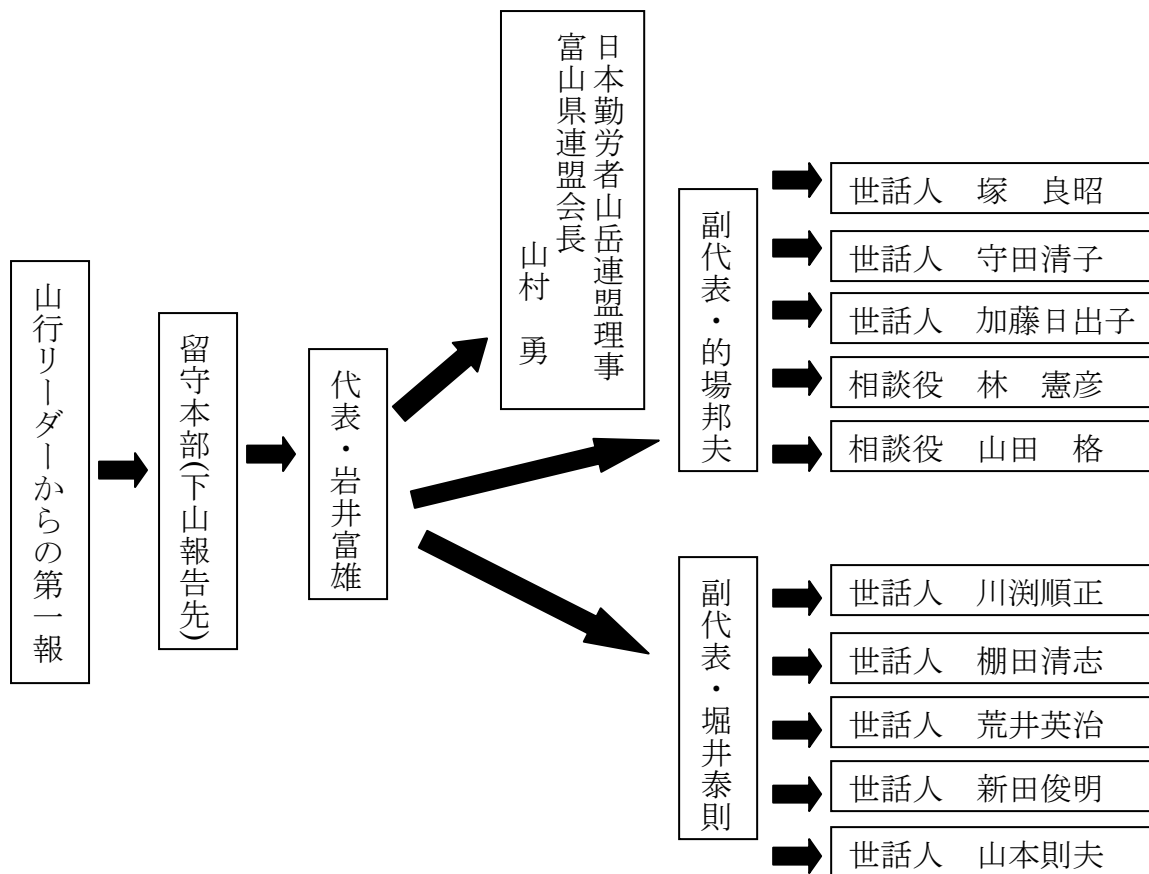 山行リーダーからの第一報
留守本部(下山報告先)
代表・岩井富雄
日本勤労者山岳連盟理事
富山県連盟会長
山村　勇
副代表・的場邦夫
世話人　塚　良昭
世話人　守田清子
世話人　加藤日出子
相談役　林　憲彦
相談役　山田　格
副代表・堀井泰則
世話人　川渕順正
世話人　棚田清志
世話人　荒井英治
世話人　新田俊明
世話人　山本則夫